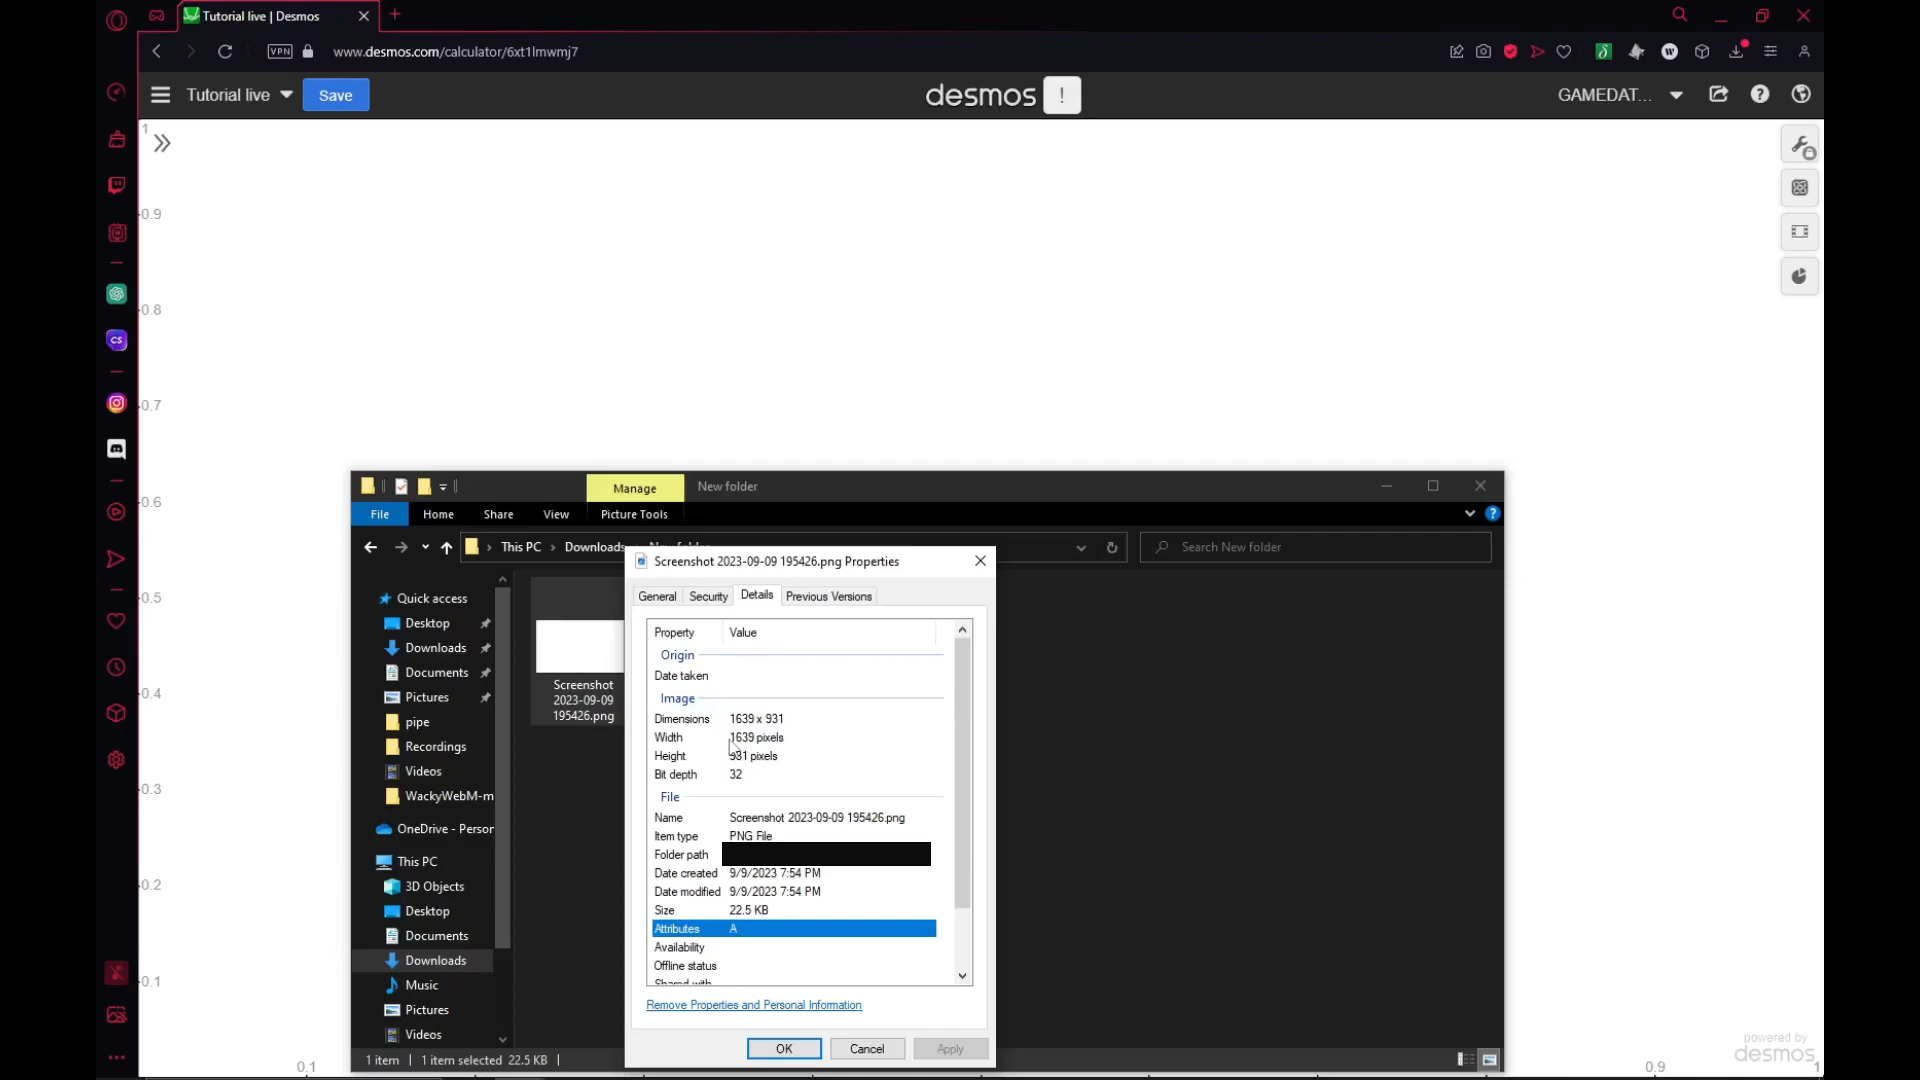 Tutorial live | Desmos
VPN www.desmos.com/calculator/6xt1lmwmj7
Tutorial live Save desmos ! GAMEDAT...
1
0.9
0.8
0.7
0.6
0.5
0.4
0.3
0.2
0.1
CS
Manage New folder
File Home Share View Picture Tools
This PC Downloads Search New folder
Quick access
Desktop
Downloads
Documents
Pictures
pipe
Recordings
Videos
WackyWebM-m
OneDrive - Person
This PC
3D Objects
Desktop
Documents
Downloads
Music
Pictures
Videos
Screenshot
2023-09-09
195426.png
Screenshot 2023-09-09 195426.png Properties
General Security Details Previous Versions
Property Value
Origin
Date taken
Image
Dimensions 1639 x 931
Width 1639 pixels
Height 931 pixels
Bit depth 32
File
Name Screenshot 2023-09-09 195426.png
Item type PNG File
Folder path
Date created 9/9/2023 7:54 PM
Date modified 9/9/2023 7:54 PM
Size 22.5 KB
Attributes A
Availability
Offline status
Remove Properties and Personal Information
OK Cancel Apply
1 item 1 item selected 22.5 KB
0.1 0.9 1
powered by
desmos